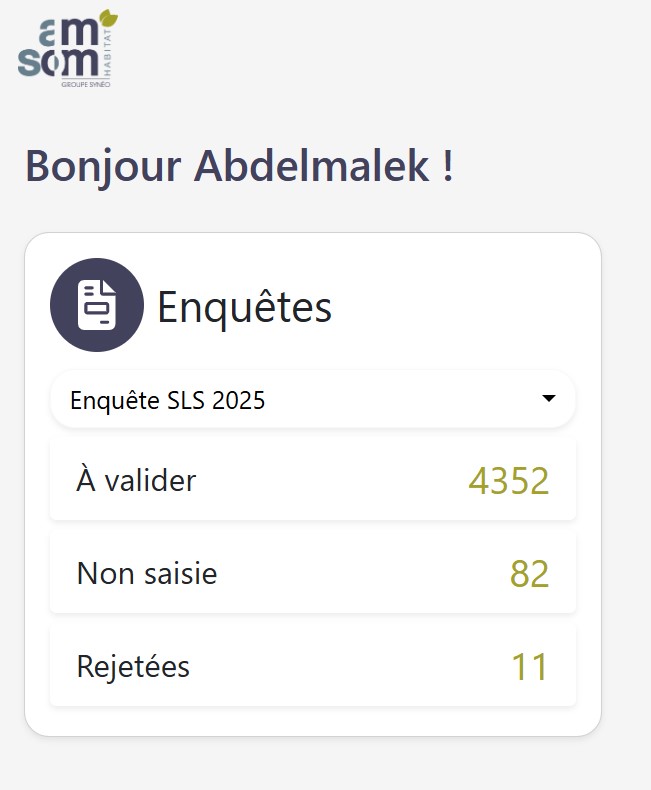 am
som
HABITAT
GROUPE SYNÉO
Bonjour Abdelmalek !
Enquêtes
Enquête SLS 2025
À valider 4352
Non saisie 82
Rejetées 11